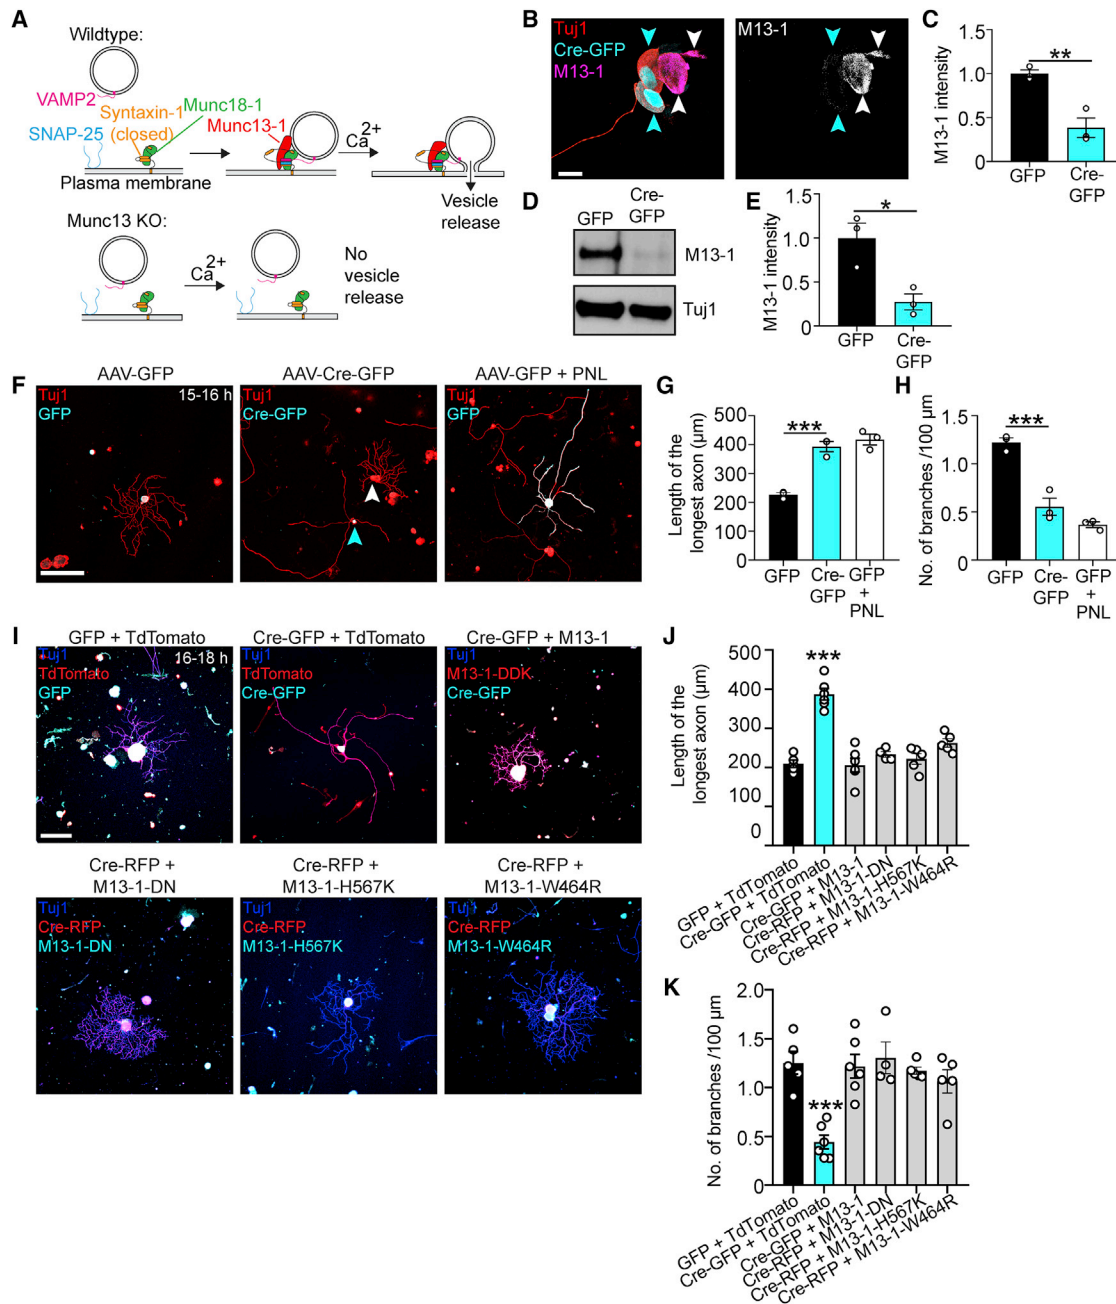 A
Wildtype:
VAMP2
Syntaxin-1
(closed)
Munc18-1
SNAP-25
Munc13-1
Ca2+
Plasma membrane
Vesicle
release
Munc13 KO:
Ca2+
No
vesicle
release
B
Tuj1
Cre-GFP
M13-1
M13-1
C
M13-1 intensity
1.5
1.0
0.5
0
**
GFP
Cre-
GFP
D
GFP
Cre-
GFP
M13-1
Tuj1
E
M13-1 intensity
1.5
1.0
0.5
0
*
GFP
Cre-
GFP
F
AAV-GFP
Tuj1
GFP
15-16 h
AAV-Cre-GFP
Tuj1
Cre-GFP
AAV-GFP + PNL
Tuj1
GFP
G
Length of the
longest axon (µm)
500
400
300
200
100
0
***
GFP
Cre-
GFP
GFP
+
PNL
H
No. of branches /100 µm
1.5
1.0
0.5
0
***
GFP
Cre-
GFP
GFP
+
PNL
I
GFP + TdTomato
Tuj1
TdTomato
GFP
16-18 h
Cre-GFP + TdTomato
Tuj1
TdTomato
Cre-GFP
Cre-GFP + M13-1
Tuj1
M13-1-DDK
Cre-GFP
Cre-RFP +
M13-1-DN
Tuj1
Cre-RFP
M13-1-DN
Cre-RFP +
M13-1-H567K
Tuj1
Cre-RFP
M13-1-H567K
Cre-RFP +
M13-1-W464R
Tuj1
Cre-RFP
M13-1-W464R
J
Length of the
longest axon (µm)
500
400
300
200
100
0
***
GFP + TdTomato
Cre-GFP + TdTomato
Cre-GFP + M13-1
Cre-RFP + M13-1-DN
Cre-RFP + M13-1-H567K
Cre-RFP + M13-1-W464R
K
No. of branches /100 µm
2.0
1.5
1.0
0.5
0
***
GFP + TdTomato
Cre-GFP + TdTomato
Cre-GFP + M13-1
Cre-RFP + M13-1-DN
Cre-RFP + M13-1-H567K
Cre-RFP + M13-1-W464R